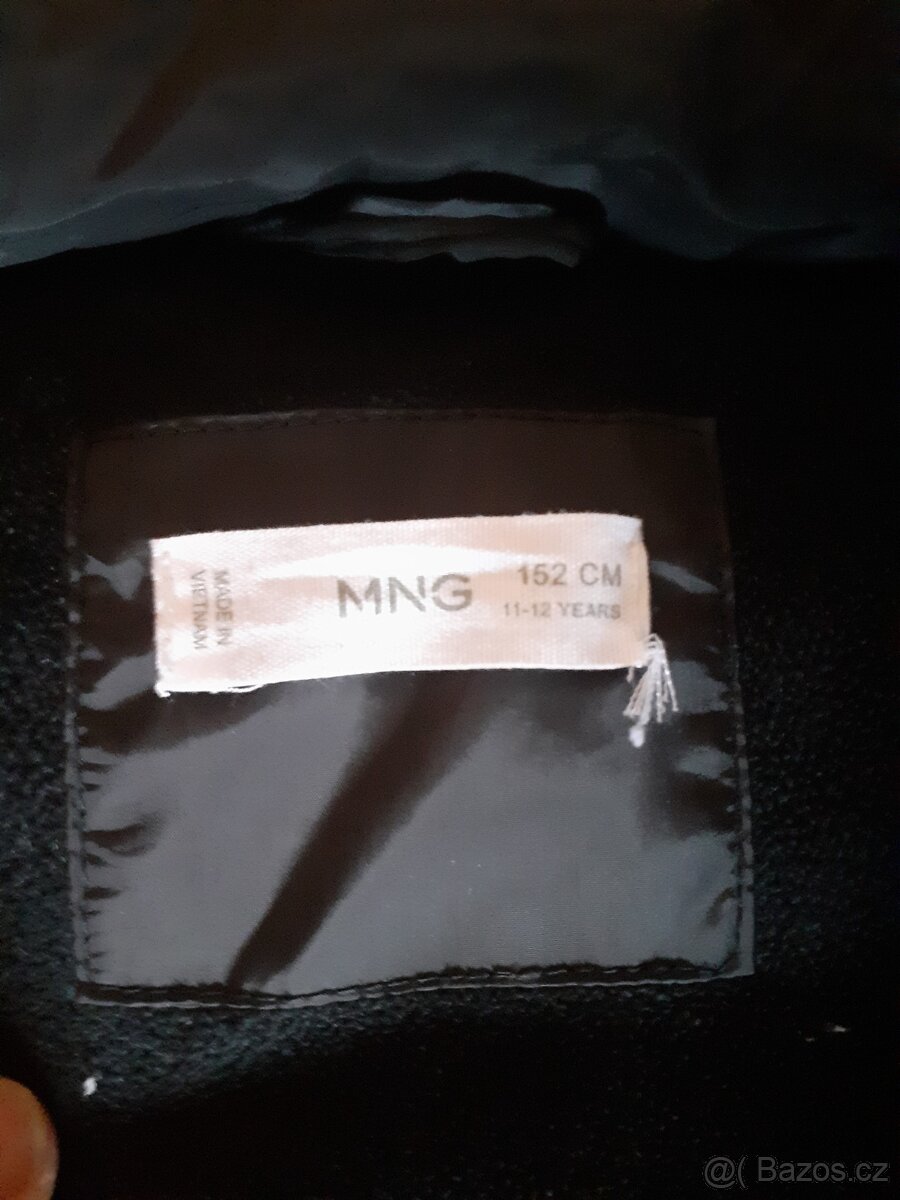 MADE IN
VIETNAM
MNG
152 CM
11-12 YEARS
@( Bazos.cz